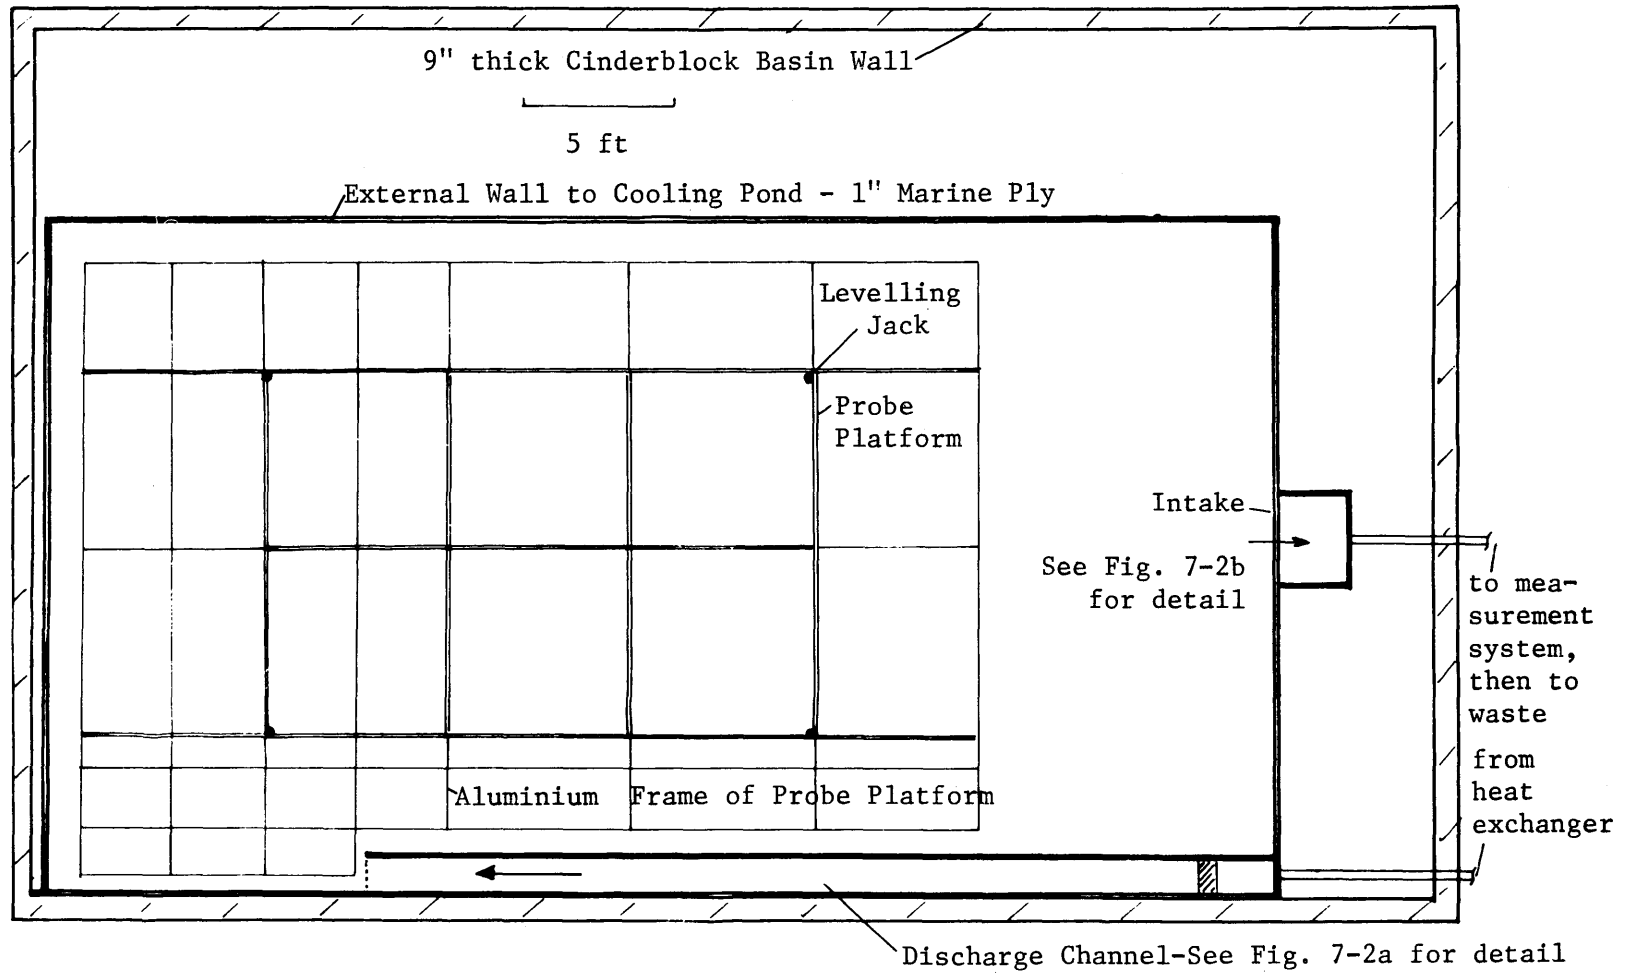 9" thick Cinderblock Basin Wall
5 ft
External Wall to Cooling Pond - 1" Marine Ply
Levelling
Jack
Probe
Platform
Intake
See Fig. 7-2b
for detail
to mea-
surement
system,
then to
waste
from
heat
exchanger
Aluminium Frame of Probe Platform
Discharge Channel-See Fig. 7-2a for detail